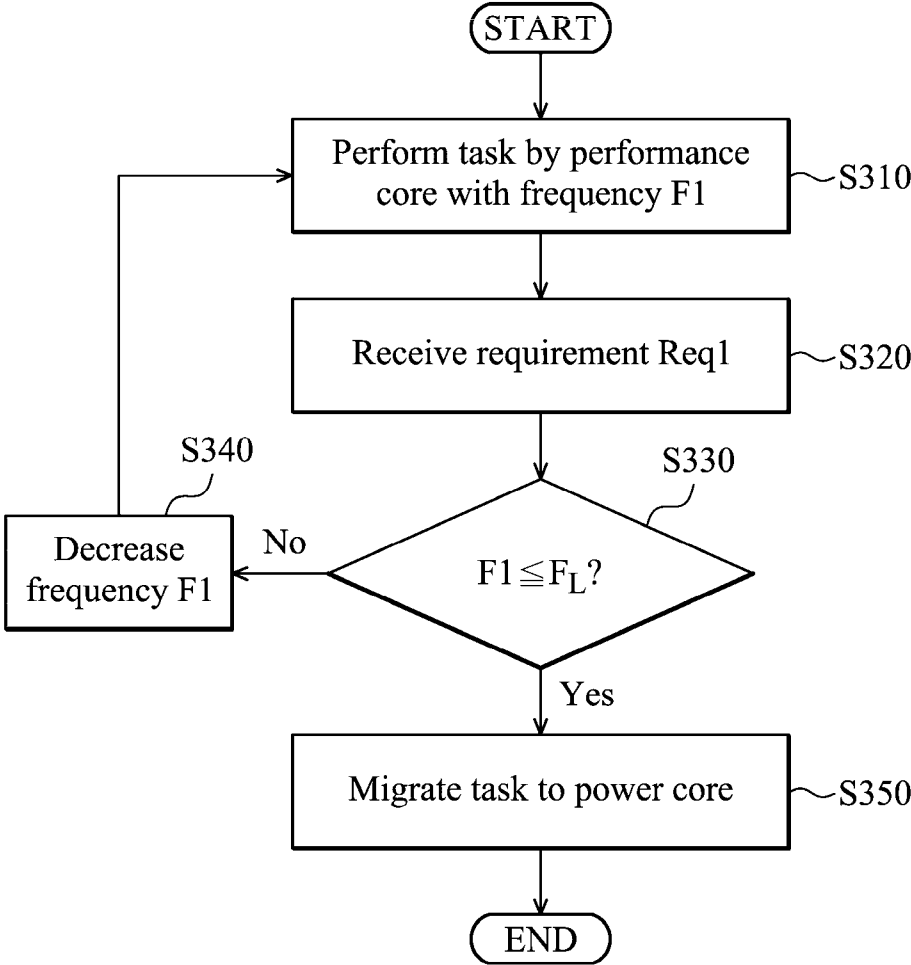 START
Perform task by performance
core with frequency F1
S310
Receive requirement Req1
S320
S340
S330
Decrease
frequency F1
No
F1≦FL?
Yes
Migrate task to power core
S350
END